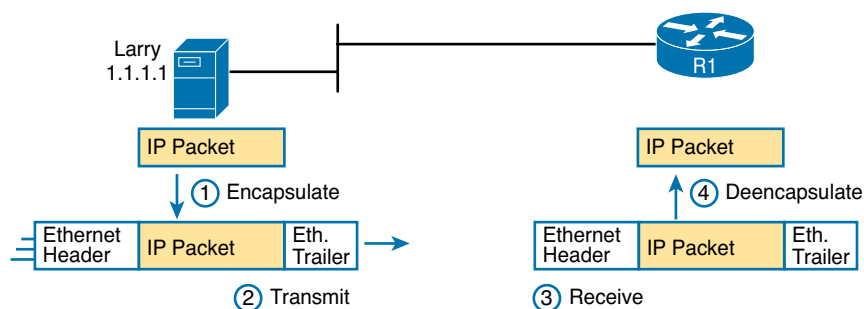 Larry
1.1.1.1
R1
IP Packet
IP Packet
1 Encapsulate
4 Deencapsulate
Ethernet
Header
IP Packet
Eth.
Trailer
Ethernet
Header
IP Packet
Eth.
Trailer
2 Transmit
3 Receive